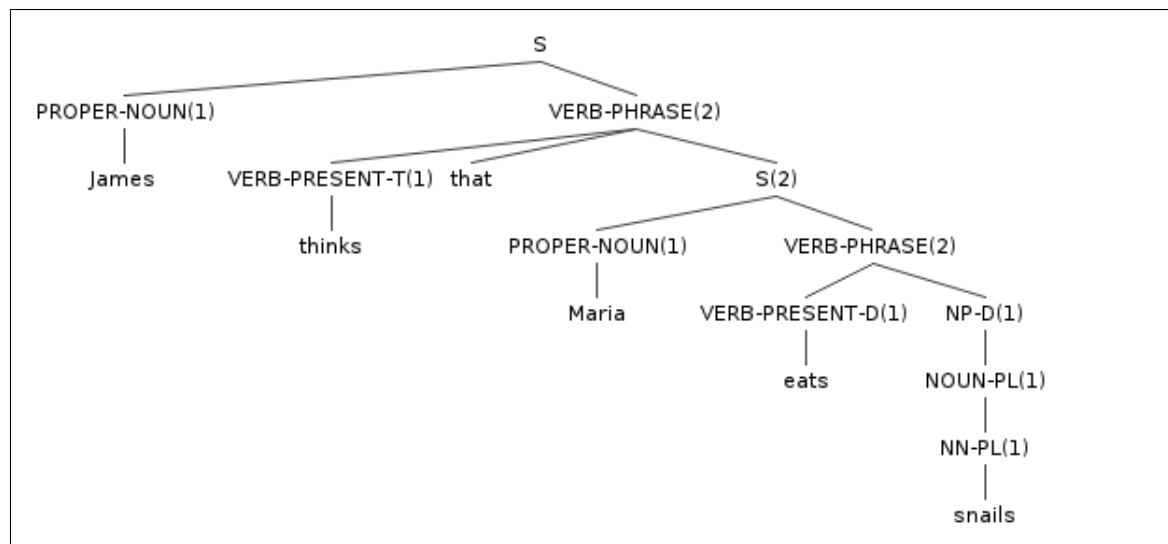 S
PROPER-NOUN(1) VERB-PHRASE(2)
James VERB-PRESENT-T(1) that S(2)
thinks PROPER-NOUN(1) VERB-PHRASE(2)
Maria VERB-PRESENT-D(1) NP-D(1)
eats NOUN-PL(1)
NN-PL(1)
snails